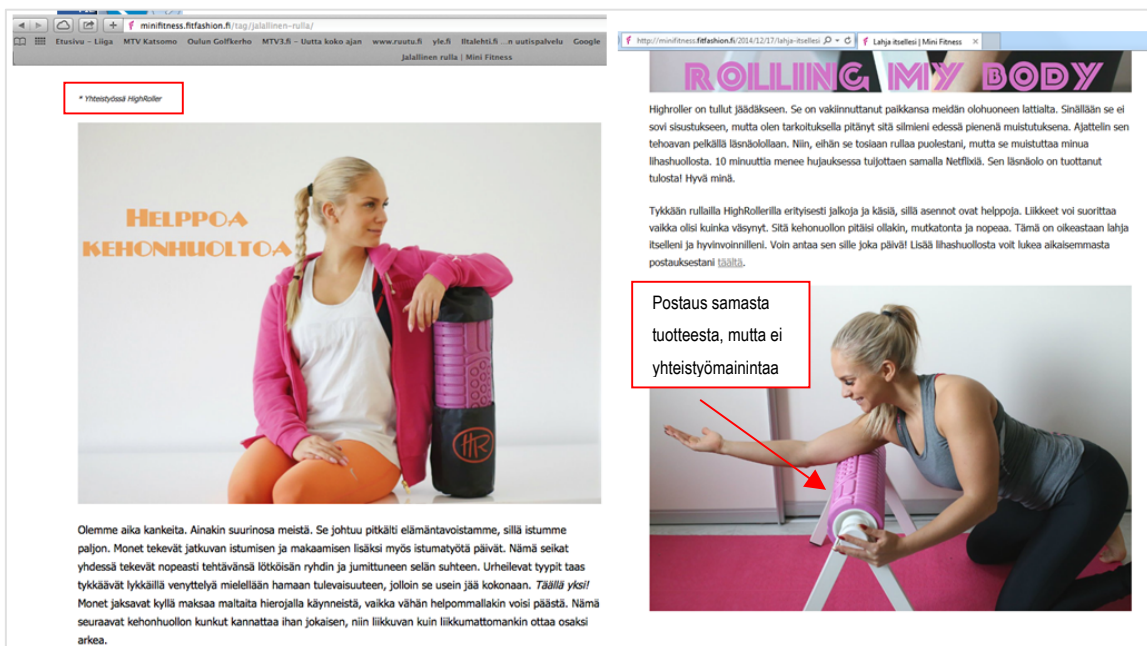 minifitness.fitfashion.fi/tag/jalallinen-rulla/
Etusivu – Liiga MTV Katsomo Oulun Golfkerho MTV3.fi – Uutta koko ajan www.ruutu.fi yle.fi Iltalehti.fi ...n uutispalvelu Google
Jalallinen rulla | Mini Fitness
* Yhteistyössä HighRoller
HELPPOA
KEHONHUOLTOA
HR
Olemme aika kankeita. Ainakin suurinosa meistä. Se johtuu pitkälti elämäntavoistamme, sillä istumme
paljon. Monet tekevät jatkuvan istumisen ja makaamisen lisäksi myös istumatyötä päivät. Nämä seikat
yhdessä tekevät nopeasti tehtävänsä lötköisän ryhdin ja jumittuneen selän suhteen. Urheilevat tyypit taas
tykkäävät lykkäillä venyttelyä mielellään hamaan tulevaisuuteen, jolloin se usein jää kokonaan. Täällä yksi!
Monet jaksavat kyllä maksaa maltaita hierojalla käynneistä, vaikka vähän helpommallakin voisi päästä. Nämä
seuraavat kehonhuollon kunkut kannattaa ihan jokaisen, niin liikkuvan kuin liikkumattomankin ottaa osaksi
arkea.
http://minifitness.fitfashion.fi/2014/12/17/lahja-itsellesi
Lahja itsellesi | Mini Fitness
ROLLING MY BODY
Highroller on tullut jäädäkseen. Se on vakiinnuttanut paikkansa meidän olohuoneen lattialta. Sinällään se ei
sovi sisustukseen, mutta olen tarkoituksella pitänyt sitä silmieni edessä pienenä muistutuksena. Ajattelin sen
tehoavan pelkällä läsnäolollaan. Niin, eihän se tosiaan rullaa puolestani, mutta se muistuttaa minua
lihashuollosta. 10 minuuttia menee hujauksessa tuijottaen samalla Netflixiä. Sen läsnäolo on tuottanut
tulosta! Hyvä minä.
Tykkään rullailla HighRollerilla erityisesti jalkoja ja käsiä, sillä asennot ovat helppoja. Liikkeet voi suorittaa
vaikka olisi kuinka väsynyt. Sitä kehonuollon pitäisi ollakin, mutkatonta ja nopeaa. Tämä on oikeastaan lahja
itselleni ja hyvinvoinnilleni. Voin antaa sen sille joka päivä! Lisää lihashuollosta voit lukea aikaisemmasta
postauksestani täältä.
Postaus samasta
tuotteesta, mutta ei
yhteistyömainintaa